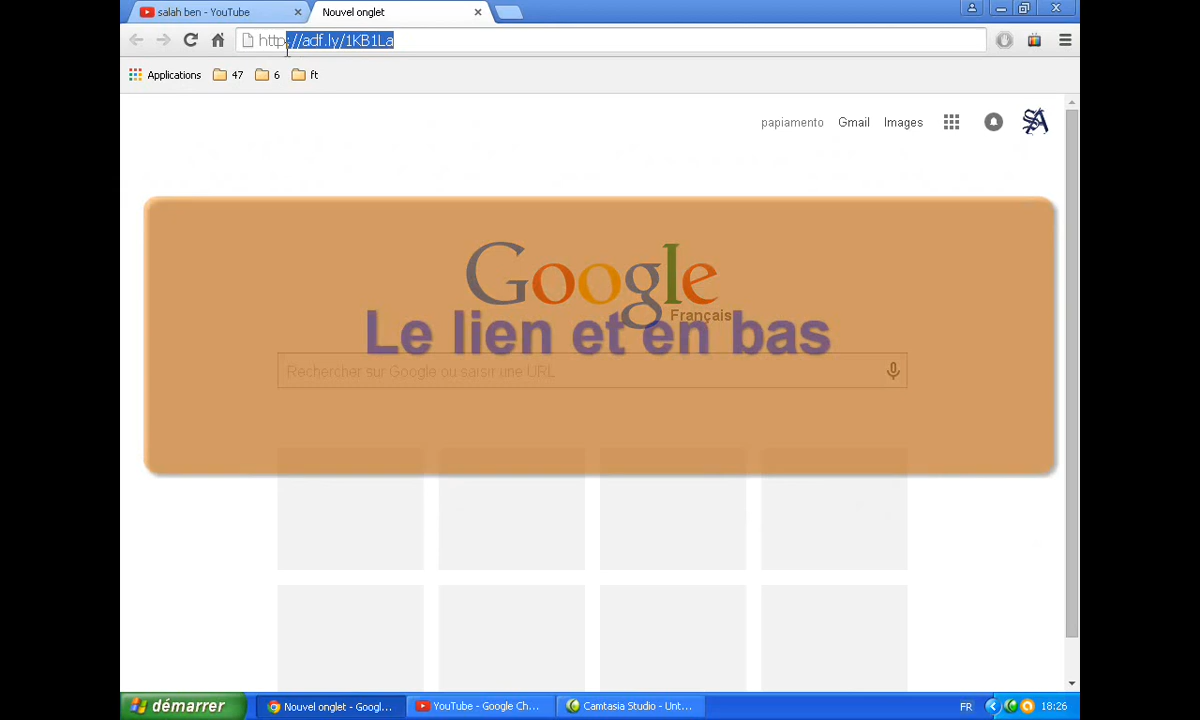 salah ben - YouTube
Nouvel onglet
http://adf.ly/1KB1La
Applications 47 6 ft
papiamento Gmail Images
Google
Français
Le lien et en bas
Rechercher sur Google ou saisir une URL
démarrer Nouvel onglet - Googl... YouTube - Google Ch... Camtasia Studio - Unt... FR 18:26